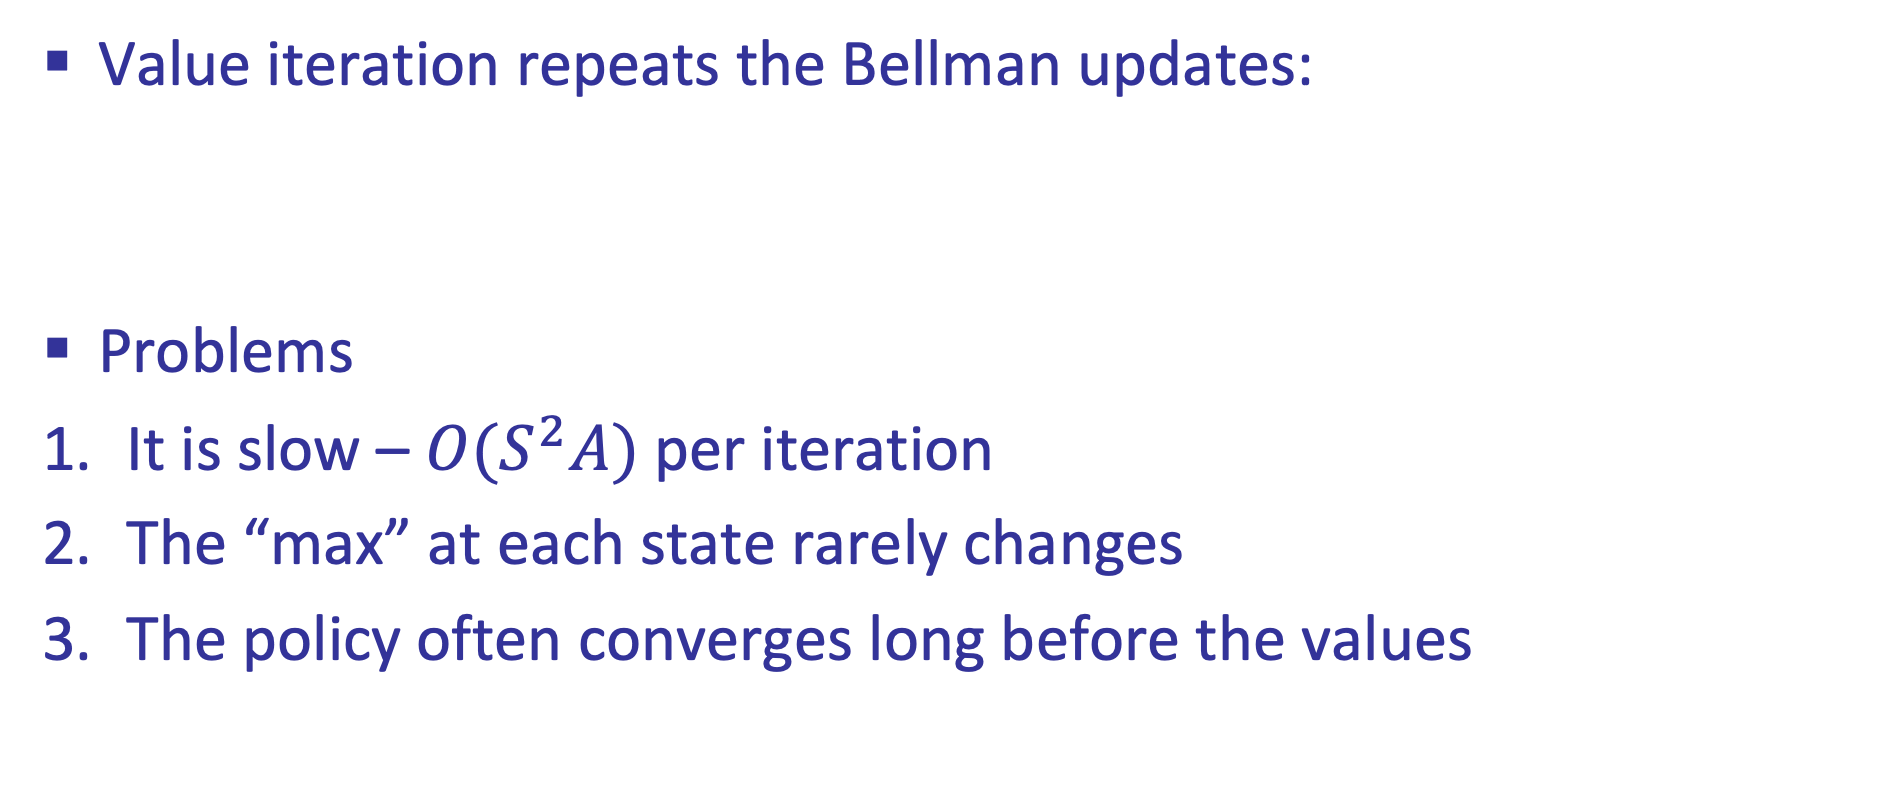 ▪ Value iteration repeats the Bellman updates:
▪ Problems
1. It is slow – O(S²A) per iteration
2. The “max” at each state rarely changes
3. The policy often converges long before the values